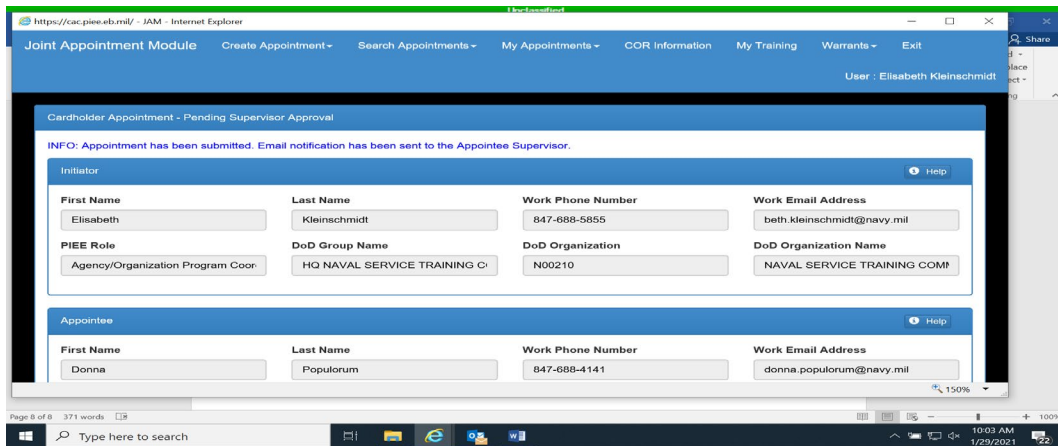 Unclassified
https://cac.piee.eb.mil/ - JAM - Internet Explorer
Share
Joint Appointment Module Create Appointment Search Appointments My Appointments COR Information My Training Warrants Exit
User : Elisabeth Kleinschmidt
Cardholder Appointment - Pending Supervisor Approval
INFO: Appointment has been submitted. Email notification has been sent to the Appointee Supervisor.
Initiator Help
First Name Last Name Work Phone Number Work Email Address
Elisabeth Kleinschmidt 847-688-5855 beth.kleinschmidt@navy.mil
PIEE Role DoD Group Name DoD Organization DoD Organization Name
Agency/Organization Program Coor HQ NAVAL SERVICE TRAINING C N00210 NAVAL SERVICE TRAINING COMM
Appointee Help
First Name Last Name Work Phone Number Work Email Address
Donna Populorum 847-688-4141 donna.populorum@navy.mil
150%
Page 8 of 8 371 words 100%
Type here to search 10:03 AM
1/29/2021 22